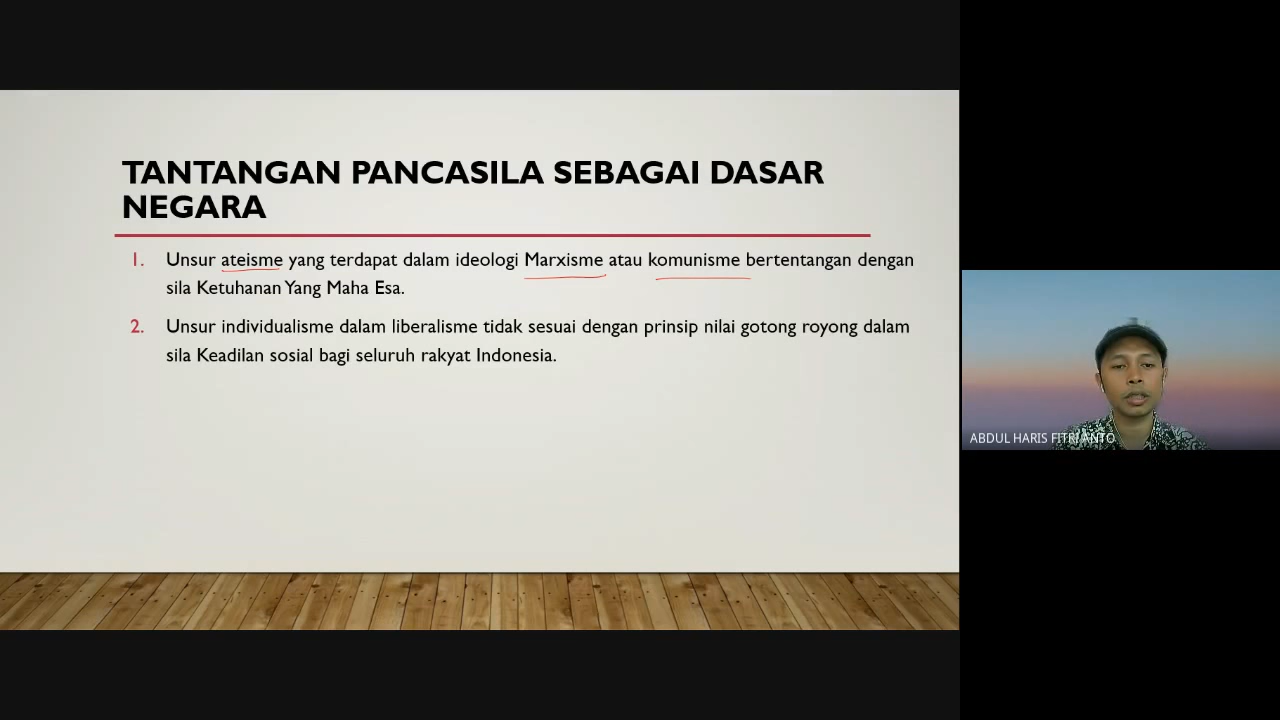 TANTANGAN PANCASILA SEBAGAI DASAR
NEGARA
1. Unsur ateisme yang terdapat dalam ideologi Marxisme atau komunisme bertentangan dengan
sila Ketuhanan Yang Maha Esa.
2. Unsur individualisme dalam liberalisme tidak sesuai dengan prinsip nilai gotong royong dalam
sila Keadilan sosial bagi seluruh rakyat Indonesia.
ABDUL HARIS FITRIANTO